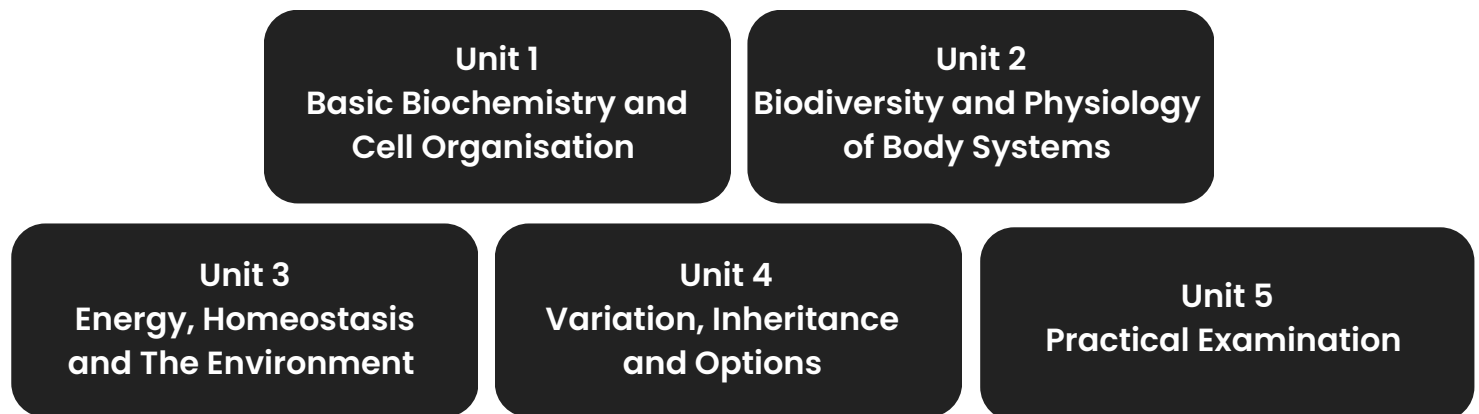 Unit 1
Basic Biochemistry and
Cell Organisation
Unit 2
Biodiversity and Physiology
of Body Systems
Unit 3
Energy, Homeostasis
and The Environment
Unit 4
Variation, Inheritance
and Options
Unit 5
Practical Examination